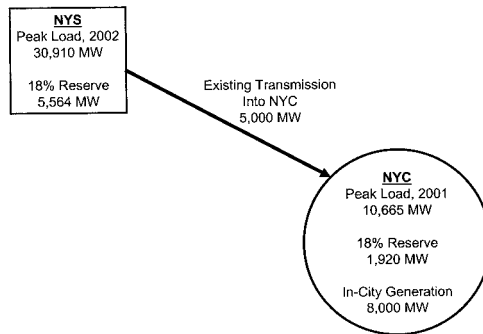 NYS
Peak Load, 2002
30,910 MW
18% Reserve
5,564 MW
Existing Transmission
Into NYC
5,000 MW
NYC
Peak Load, 2001
10,665 MW
18% Reserve
1,920 MW
In-City Generation
8,000 MW